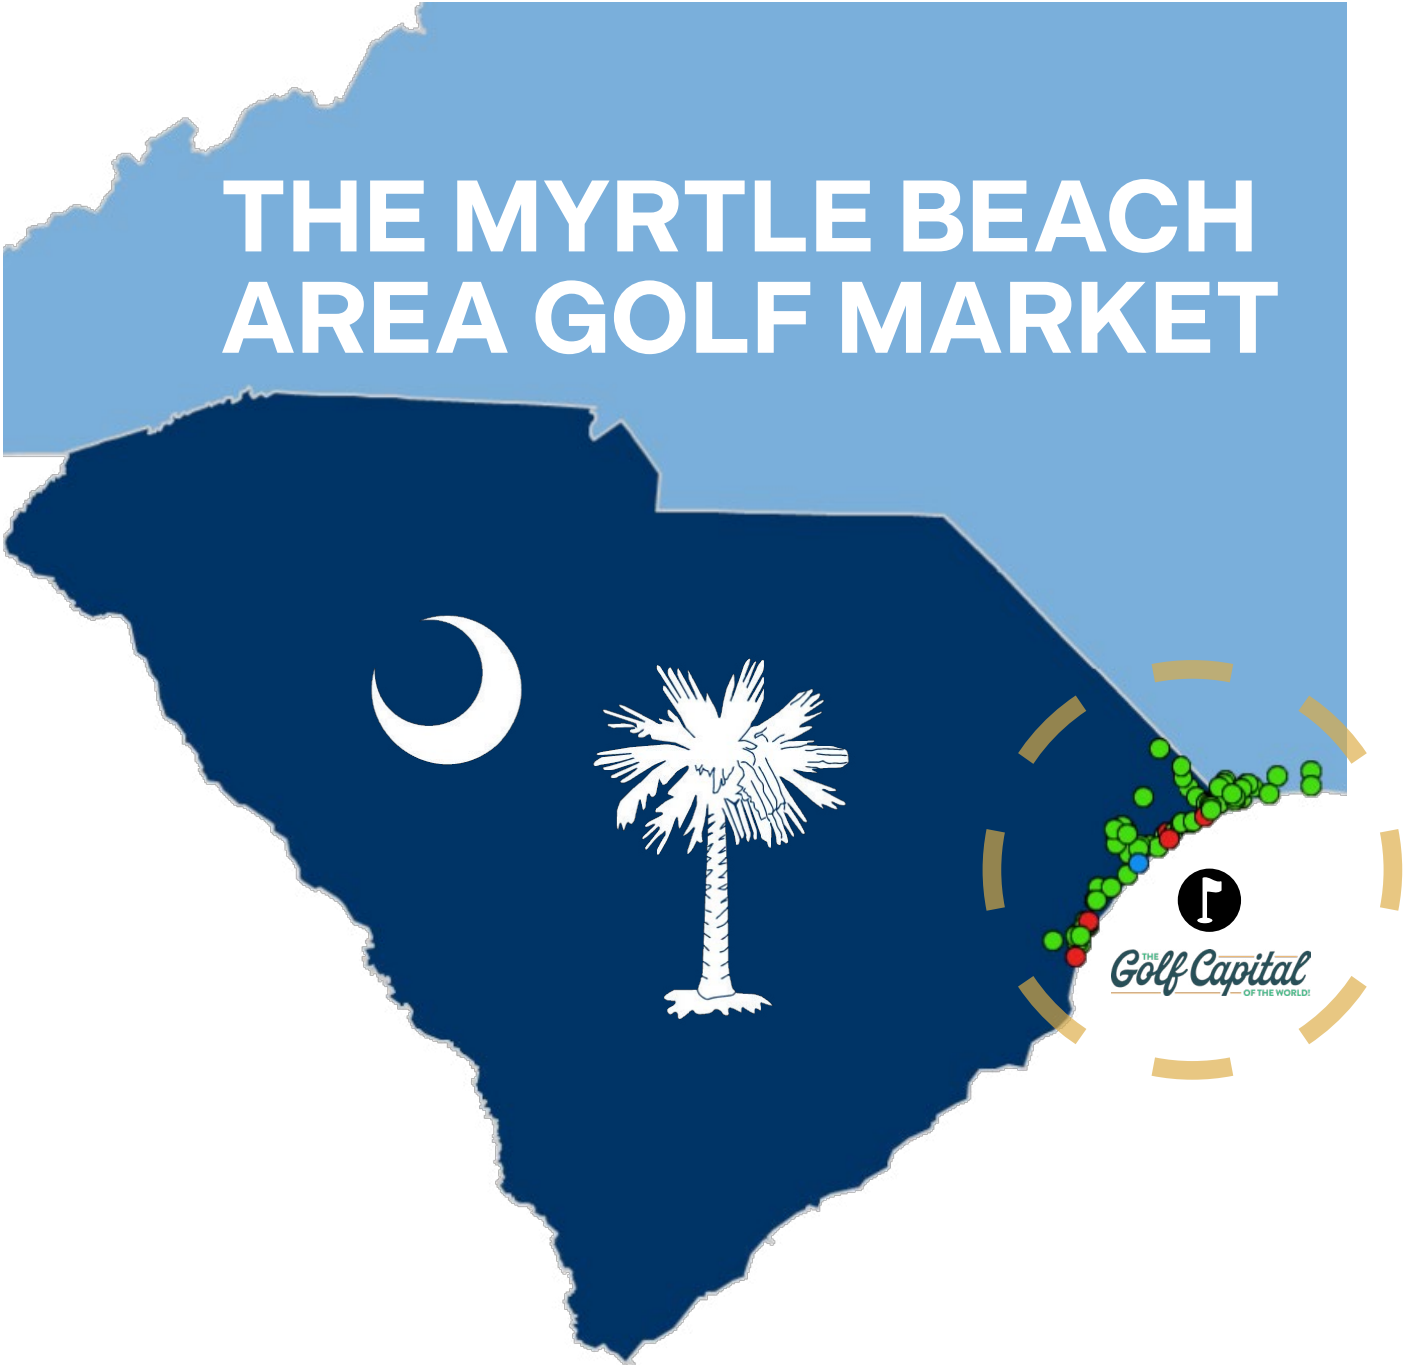 THE MYRTLE BEACH
AREA GOLF MARKET
THE
Golf Capital
OF THE WORLD!